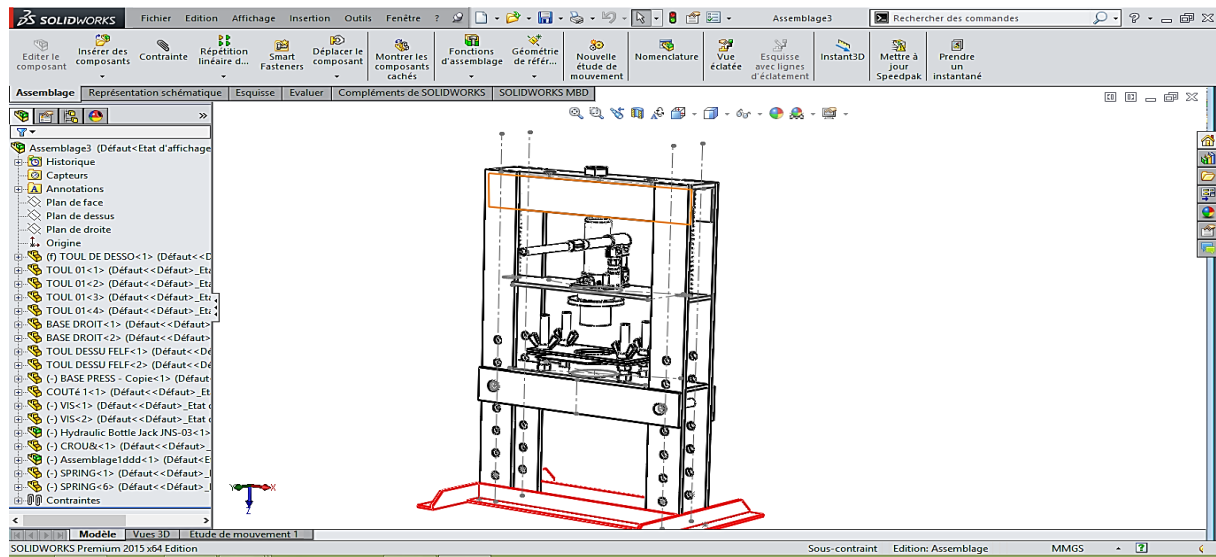 SOLIDWORKS Fichier Edition Affichage Insertion Outils Fenêtre ? Assemblage3 Rechercher des commandes ?
Editer le composant
Insérer des composants
Contrainte
Répétition linéaire d...
Smart Fasteners
Déplacer le composant
Montrer les composants cachés
Fonctions d'assemblage
Géométrie de référ...
Nouvelle étude de mouvement
Nomenclature
Vue éclatée
Esquisse avec lignes d'éclatement
Instant3D
Mettre à jour Speedpak
Prendre un instantané
Assemblage Représentation schématique Esquisse Evaluer Compléments de SOLIDWORKS SOLIDWORKS MBD
Assemblage3 (Défaut<Etat d'affichage
Historique
Capteurs
Annotations
Plan de face
Plan de dessus
Plan de droite
Origine
(f) TOUL DE DESSO<1> (Défaut<<D
TOUL 01<1> (Défaut<<Défaut>_Eta
TOUL 01<2> (Défaut<<Défaut>_Eta
TOUL 01<3> (Défaut<<Défaut>_Eta
TOUL 01<4> (Défaut<<Défaut>_Eta
BASE DROIT<1> (Défaut<<Défaut>
BASE DROIT<2> (Défaut<<Défaut>
TOUL DESSU FELF<1> (Défaut<<Dé
TOUL DESSU FELF<2> (Défaut<<Dé
(-) BASE PRESS - Copie<1> (Défaut
COUTé 1<1> (Défaut<<Défaut>_Et
(-) VIS<1> (Défaut<<Défaut>_Etat d
(-) VIS<2> (Défaut<<Défaut>_Etat d
(-) Hydraulic Bottle Jack JNS-03<1>
(-) CROU&<1> (Défaut<<Défaut>_
(-) Assemblage1ddd<1> (Défaut<E
(-) SPRING<1> (Défaut<<Défaut>_
(-) SPRING<6> (Défaut<<Défaut>_
Contraintes
Y X
Z
Modèle Vues 3D Etude de mouvement 1
SOLIDWORKS Premium 2015 x64 Edition Sous-contraint Edition: Assemblage MMGS ?